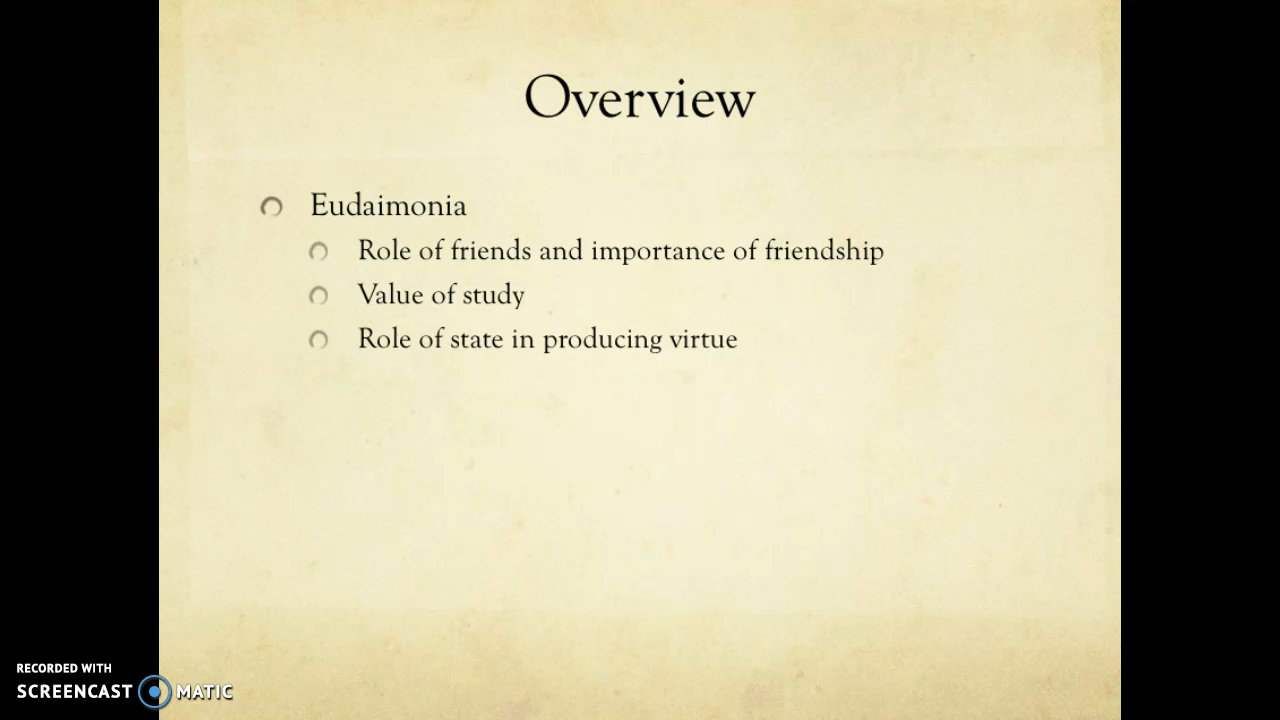 Overview
Eudaimonia
Role of friends and importance of friendship
Value of study
Role of state in producing virtue
RECORDED WITH
SCREENCAST MATIC